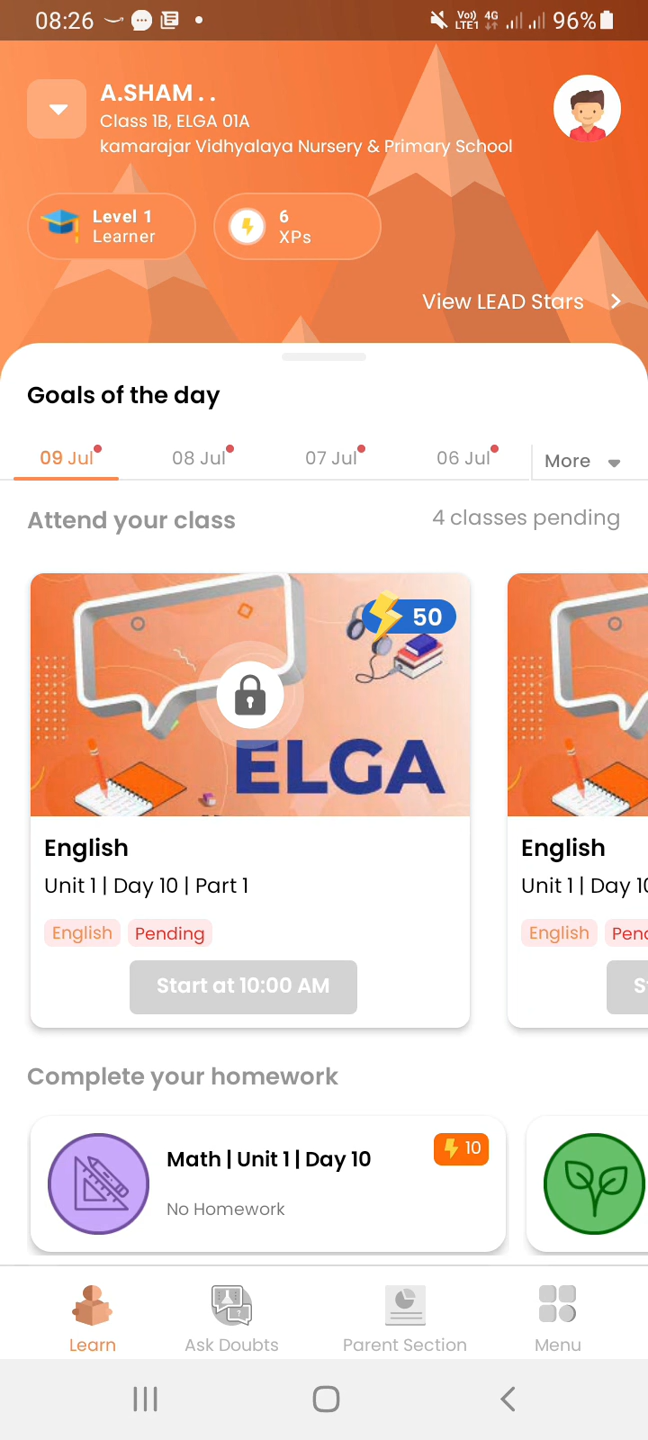 08:26
Vo)) 4G
LTE1
96%
A.SHAM . .
Class 1B, ELGA 01A
kamarajar Vidhyalaya Nursery & Primary School
Level 1
Learner
6
XPs
View LEAD Stars
Goals of the day
09 Jul
08 Jul
07 Jul
06 Jul
More
Attend your class
4 classes pending
50
ELGA
English
Unit 1 | Day 10 | Part 1
English
Pending
Start at 10:00 AM
English
Unit 1 | Day 10
English
Pend
S
Complete your homework
Math | Unit 1 | Day 10
10
No Homework
Learn
Ask Doubts
Parent Section
Menu